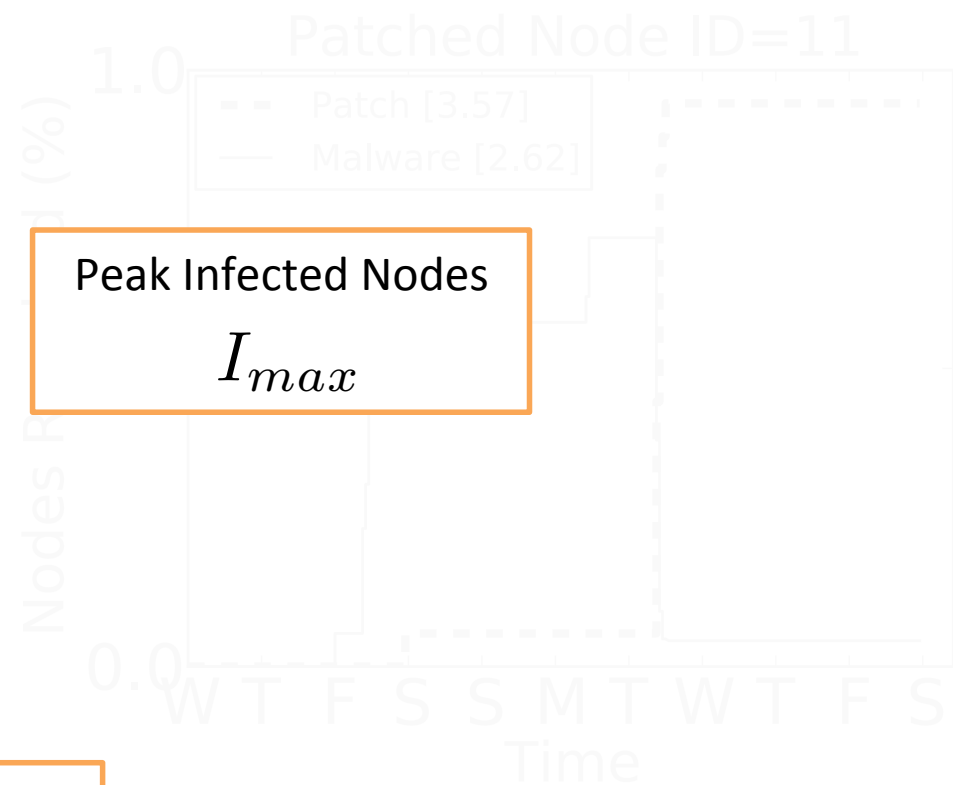 Patched Node ID=11
1.0
Patch [3.57]
Malware [2.62]
Peak Infected Nodes
I_max
Nodes (%)
0.0
W T F S S M T W T F S
Time